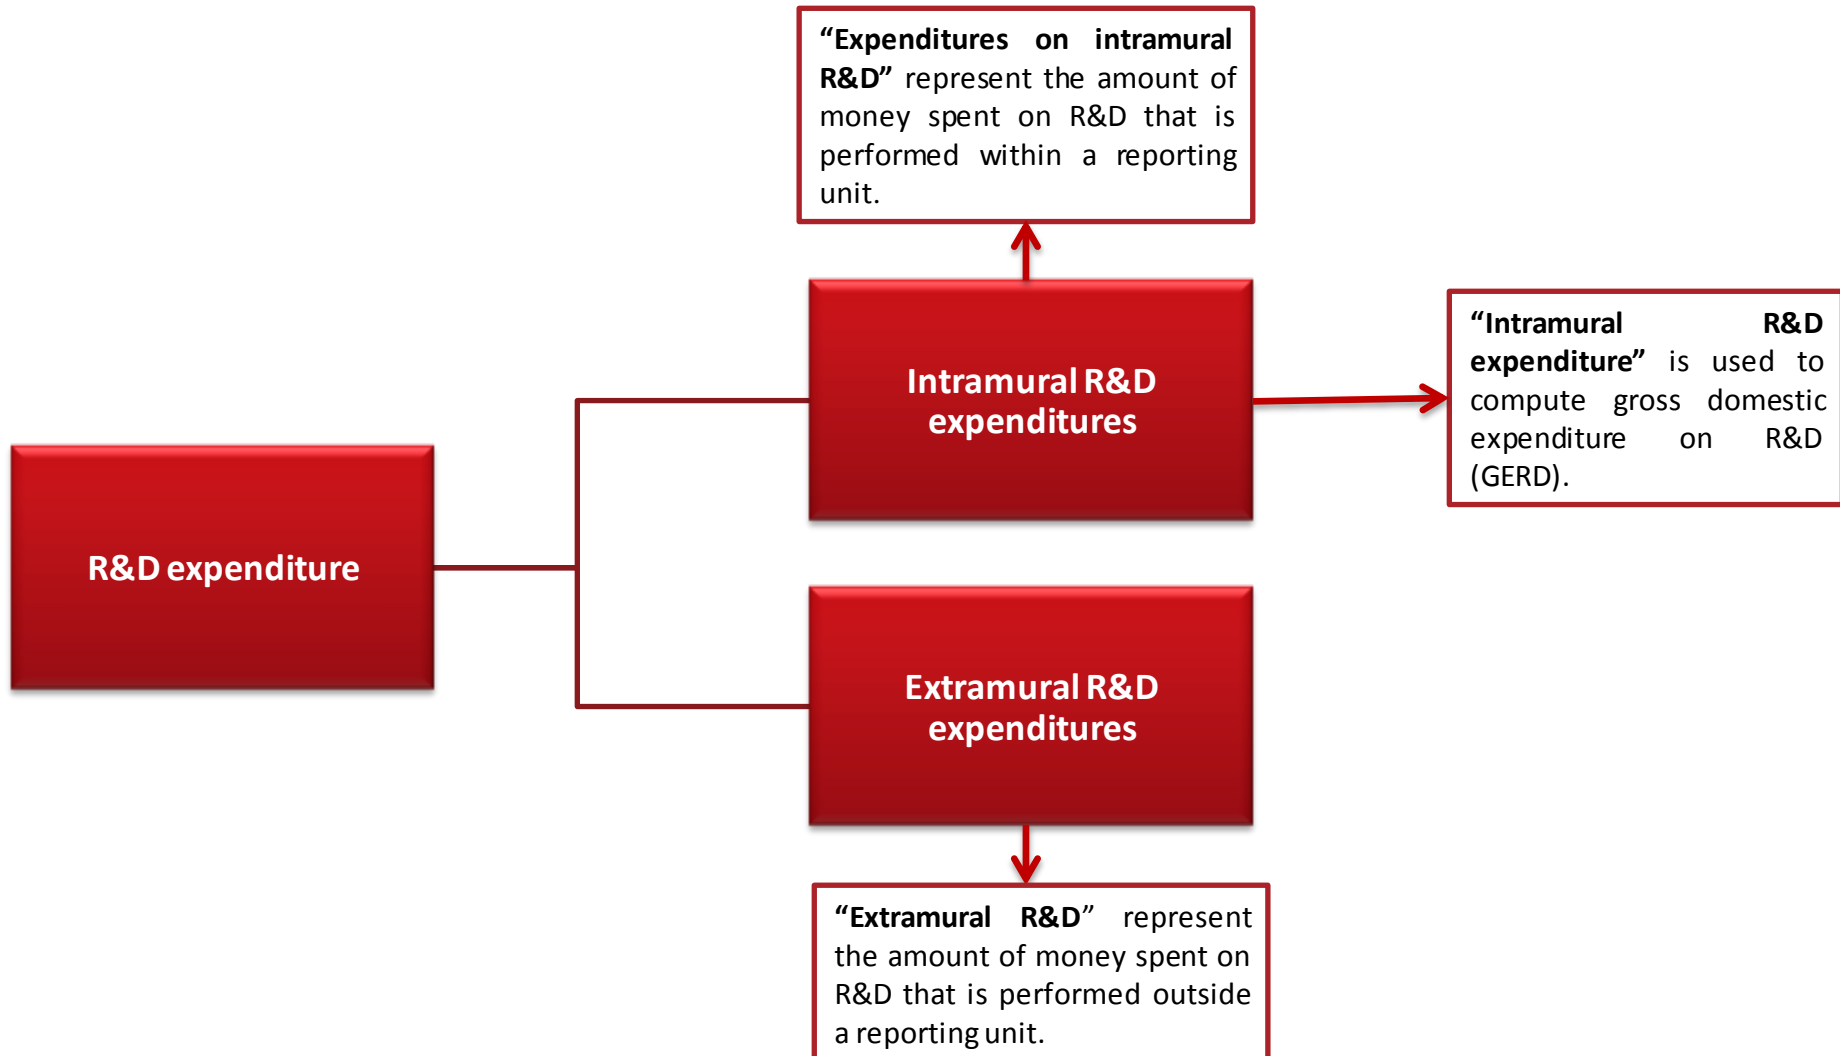 “Expenditures on intramural
R&D” represent the amount of
money spent on R&D that is
performed within a reporting
unit.
Intramural R&D
expenditures
“Intramural R&D
expenditure” is used to
compute gross domestic
expenditure on R&D
(GERD).
R&D expenditure
Extramural R&D
expenditures
“Extramural R&D” represent
the amount of money spent on
R&D that is performed outside
a reporting unit.